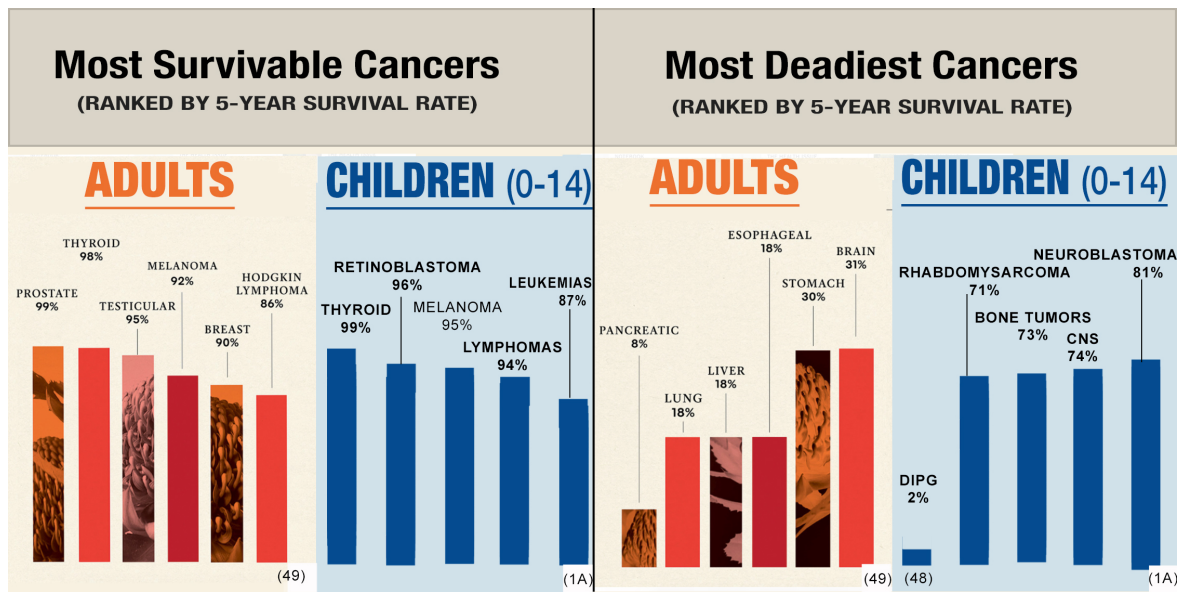 Most Survivable Cancers
(RANKED BY 5-YEAR SURVIVAL RATE)
ADULTS
PROSTATE
99%
THYROID
98%
TESTICULAR
95%
MELANOMA
92%
BREAST
90%
HODGKIN
LYMPHOMA
86%
(49)
CHILDREN (0-14)
THYROID
99%
RETINOBLASTOMA
96%
MELANOMA
95%
LYMPHOMAS
94%
LEUKEMIAS
87%
(1A)
Most Deadiest Cancers
(RANKED BY 5-YEAR SURVIVAL RATE)
ADULTS
PANCREATIC
8%
LUNG
18%
LIVER
18%
ESOPHAGEAL
18%
STOMACH
30%
BRAIN
31%
(49)
CHILDREN (0-14)
DIPG
2%
RHABDOMYSARCOMA
71%
BONE TUMORS
73%
CNS
74%
NEUROBLASTOMA
81%
(48)
(1A)